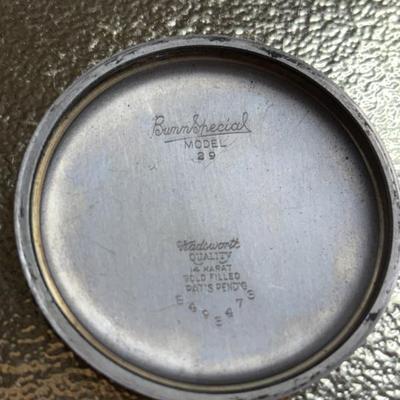 Bunn Special
MODEL
29
Wadsworth
QUALITY
14 KARAT
GOLD FILLED
PAT'S PEND'G